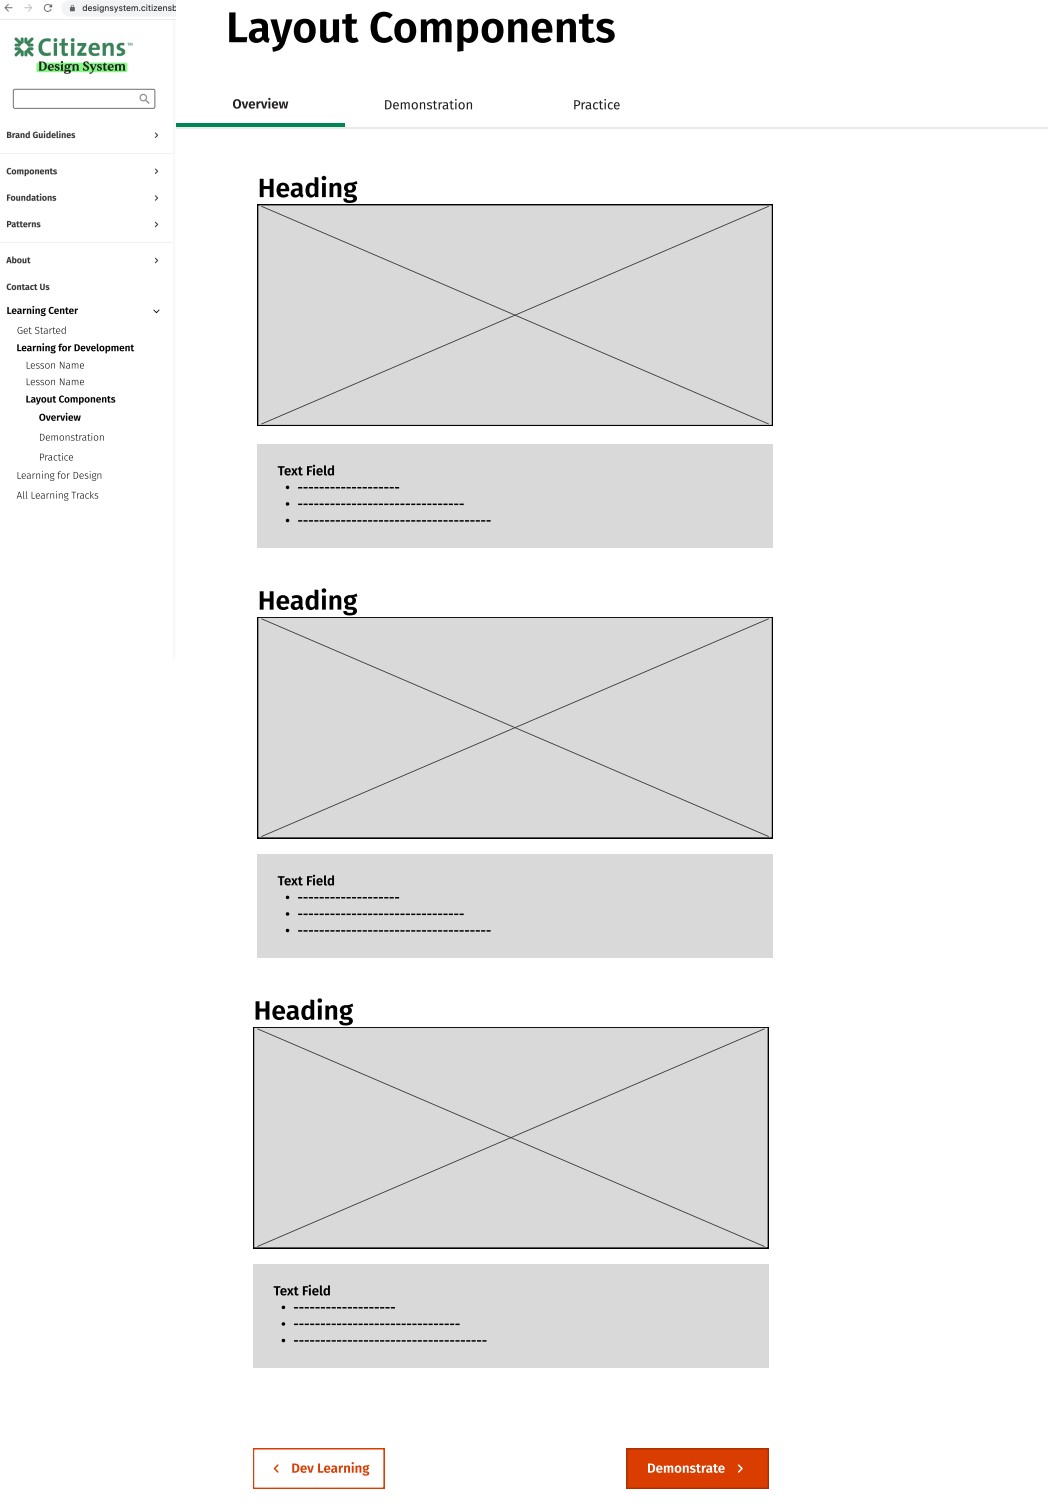 designsystem.citizensb
Citizens™
Design System
Brand Guidelines
Components
Foundations
Patterns
About
Contact Us
Learning Center
Get Started
Learning for Development
Lesson Name
Lesson Name
Layout Components
Overview
Demonstration
Practice
Learning for Design
All Learning Tracks
Layout Components
Overview Demonstration Practice
Heading
Text Field
• -------------------
• -------------------------------
• ------------------------------------
Heading
Text Field
• -------------------
• -------------------------------
• ------------------------------------
Heading
Text Field
• -------------------
• -------------------------------
• ------------------------------------
Dev Learning
Demonstrate